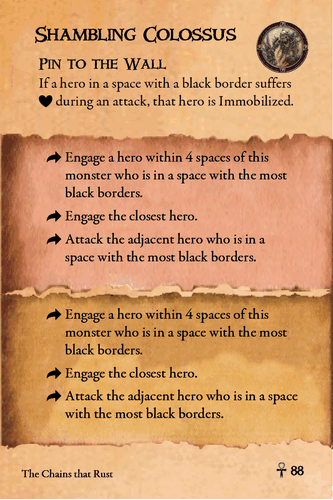 Shambling Colossus
Pin to the Wall
If a hero in a space with a black border suffers
♥ during an attack, that hero is Immobilized.
Engage a hero within 4 spaces of this
monster who is in a space with the most
black borders.
Engage the closest hero.
Attack the adjacent hero who is in a
space with the most black borders.
Engage a hero within 4 spaces of this
monster who is in a space with the most
black borders.
Engage the closest hero.
Attack the adjacent hero who is in a space
with the most black borders.
The Chains that Rust
☥ 88